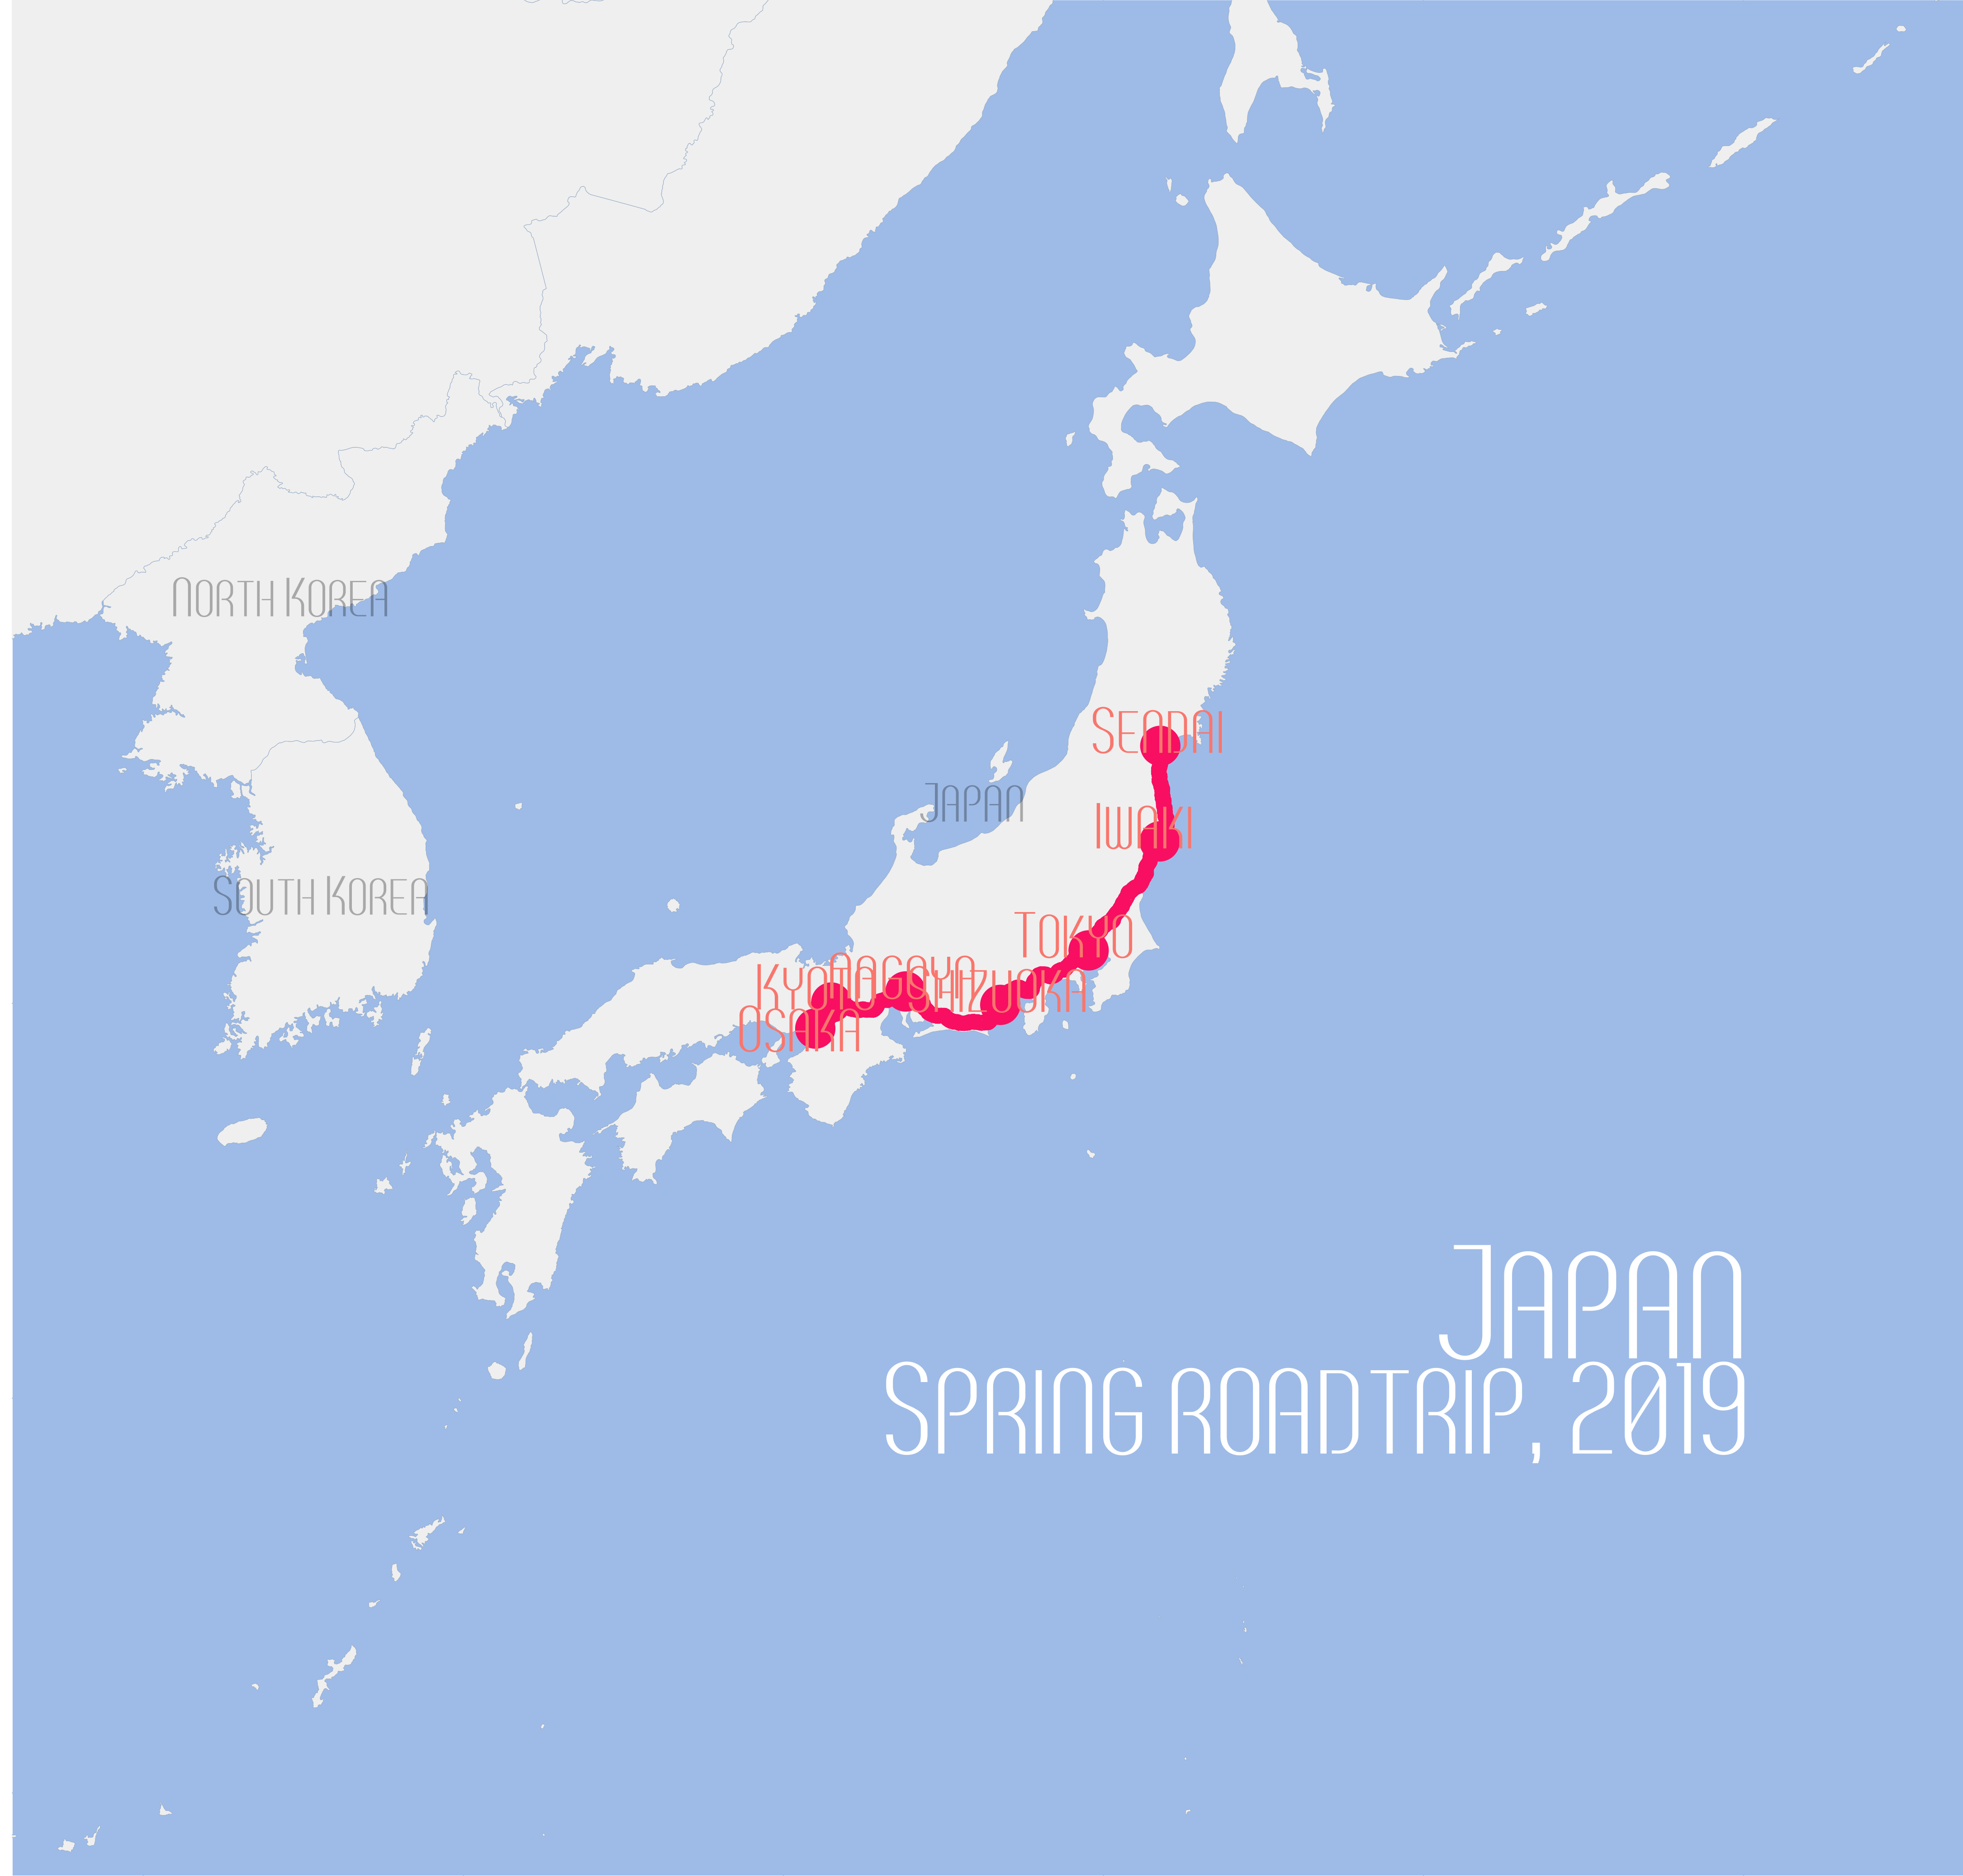 North Korea
Sendai
Japan
Iwaki
South Korea
Tokyo
Nagoya
Kyoto
Shizuoka
Osaka
Japan
Spring roadtrip, 2019